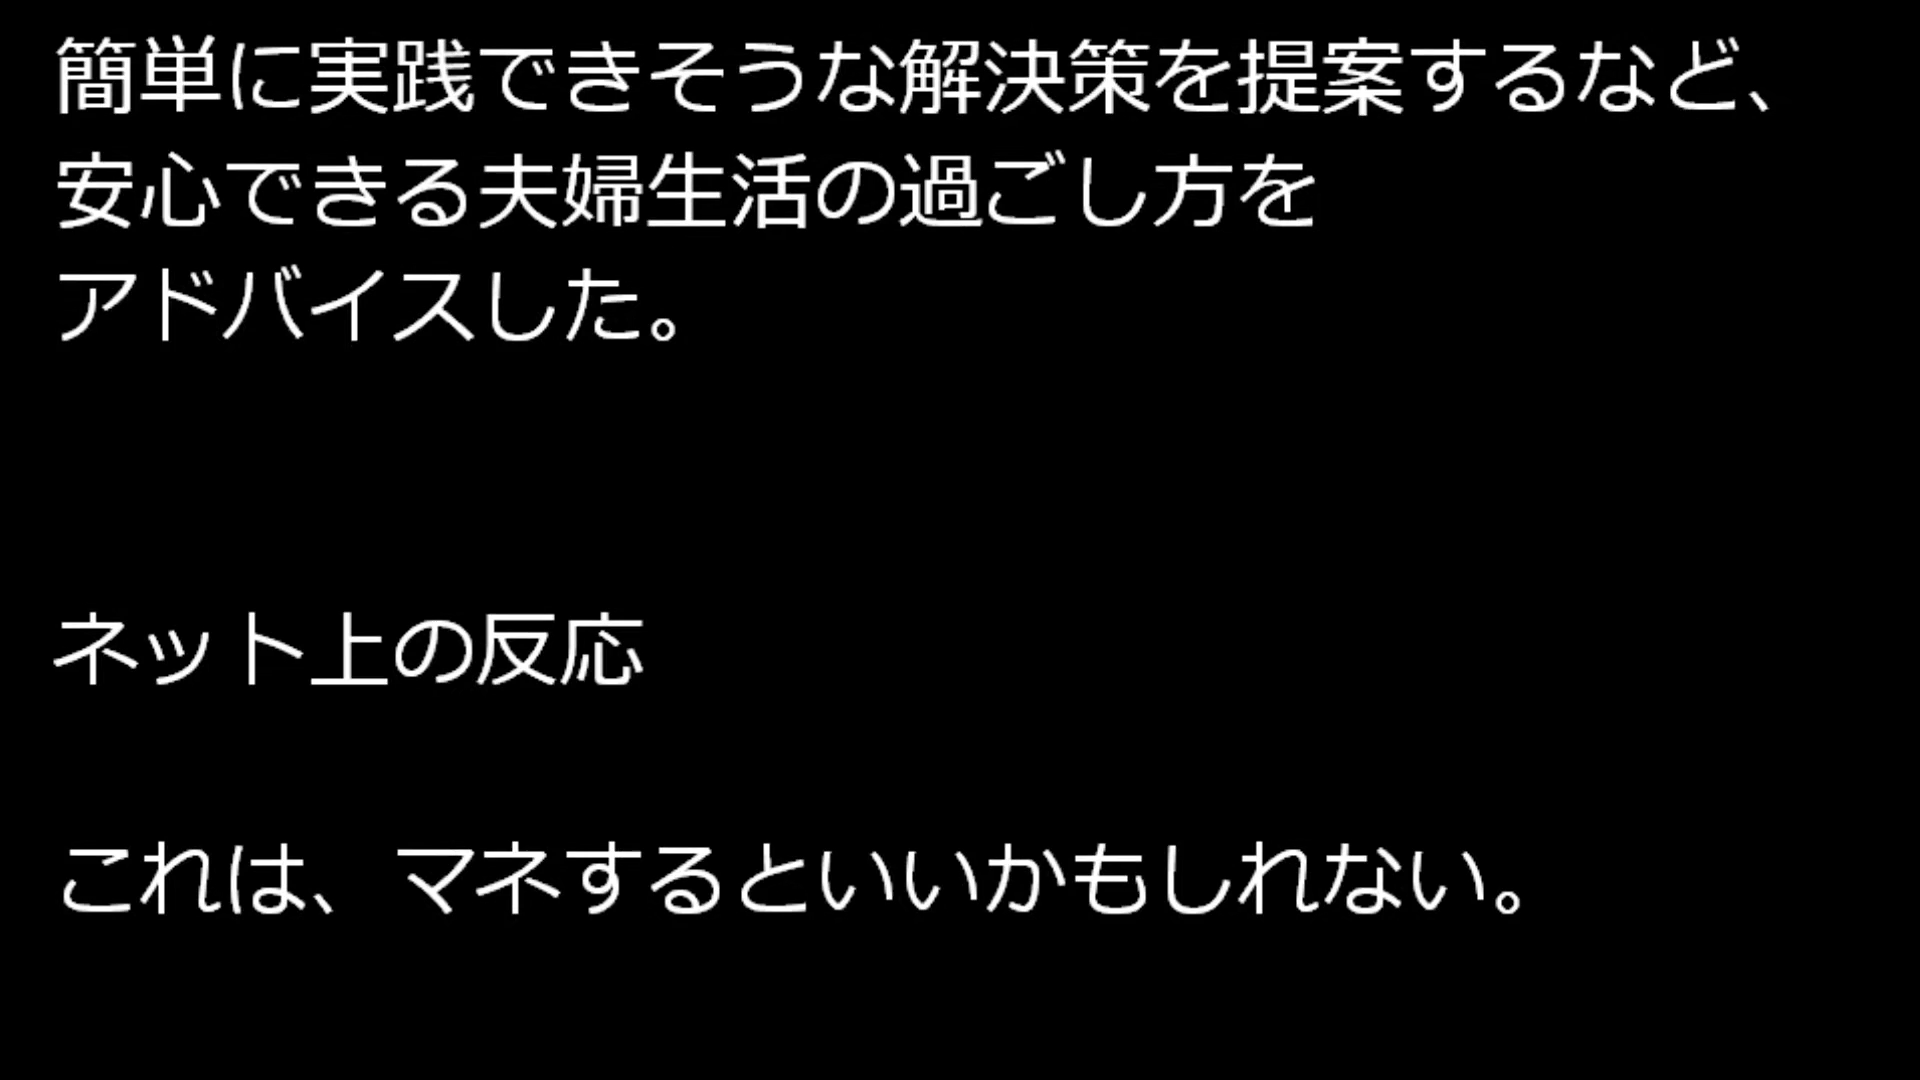 簡単に実践できそうな解決策を提案するなど、
安心できる夫婦生活の過ごし方を
アドバイスした。
ネット上の反応
これは、マネするといいかもしれない。